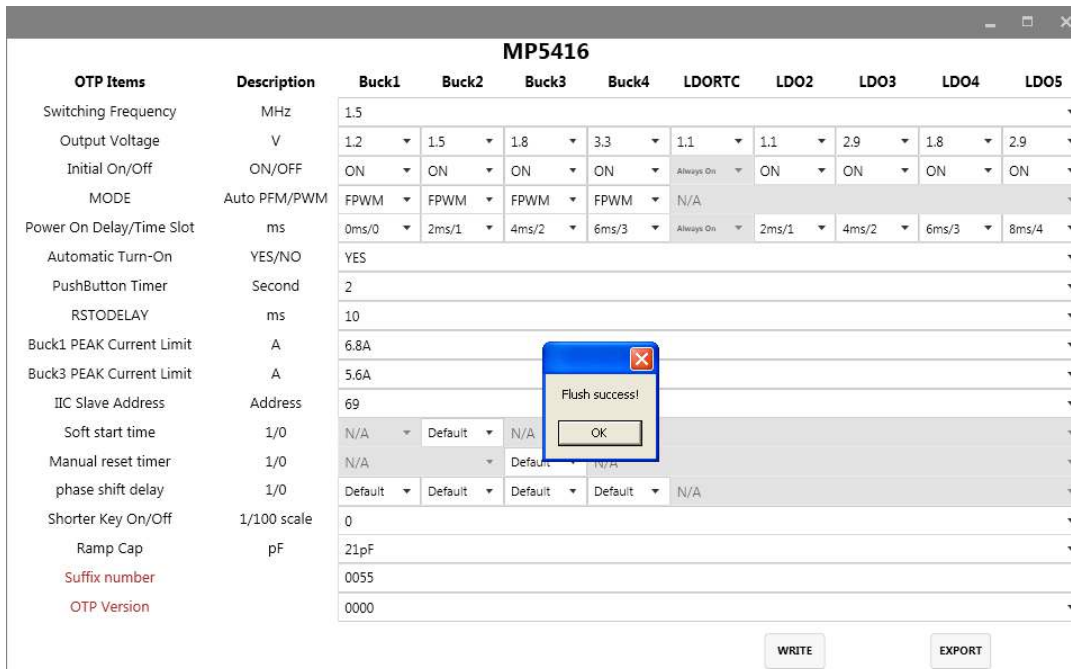 MP5416
OTP Items Description Buck1 Buck2 Buck3 Buck4 LDORTC LDO2 LDO3 LDO4 LDO5
Switching Frequency MHz 1.5
Output Voltage V 1.2 1.5 1.8 3.3 1.1 1.1 2.9 1.8 2.9
Initial On/Off ON/OFF ON ON ON ON Always On ON ON ON ON
MODE Auto PFM/PWM FPWM FPWM FPWM FPWM N/A
Power On Delay/Time Slot ms 0ms/0 2ms/1 4ms/2 6ms/3 Always On 2ms/1 4ms/2 6ms/3 8ms/4
Automatic Turn-On YES/NO YES
PushButton Timer Second 2
RSTODELAY ms 10
Buck1 PEAK Current Limit A 6.8A
Buck3 PEAK Current Limit A 5.6A
Flush success!
IIC Slave Address Address 69
Soft start time 1/0 N/A Default N/A OK
Manual reset timer 1/0 N/A Default N/A
phase shift delay 1/0 Default Default Default Default N/A
Shorter Key On/Off 1/100 scale 0
Ramp Cap pF 21pF
Suffix number 0055
OTP Version 0000
WRITE EXPORT